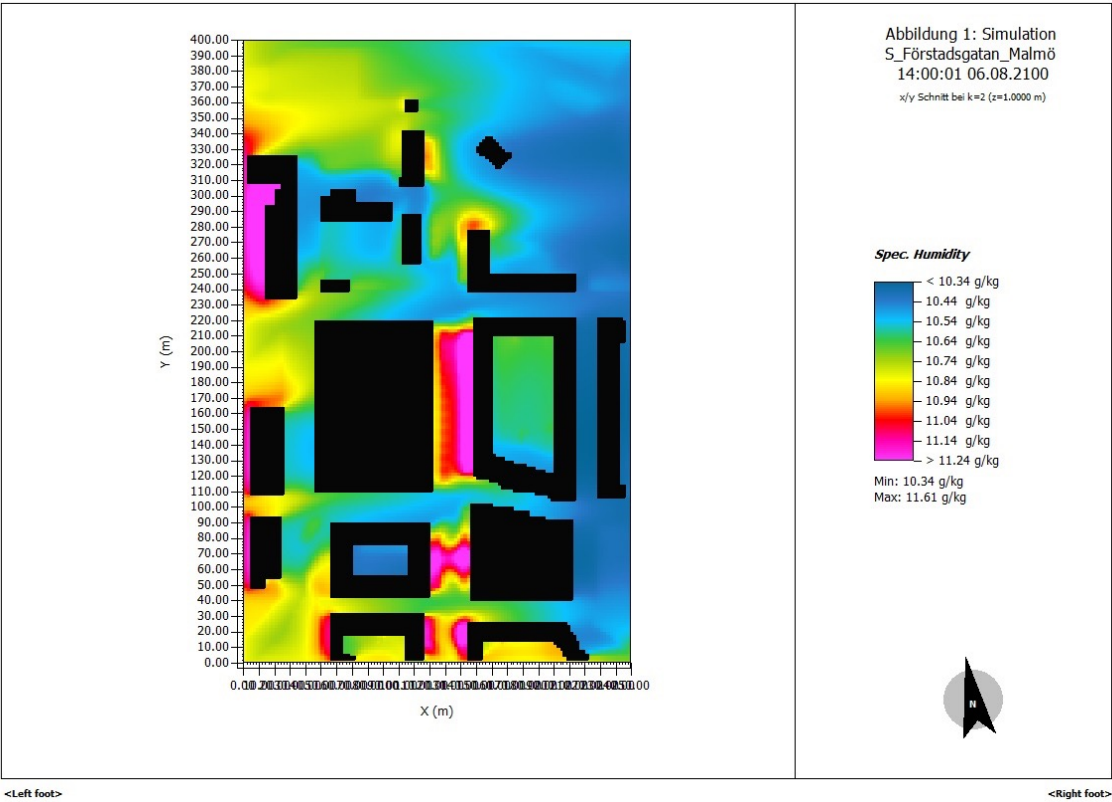 Abbildung 1: Simulation
S_Förstadsgatan_Malmö
14:00:01 06.08.2100
x/y Schnitt bei k=2 (z=1.0000 m)
400.00
390.00
380.00
370.00
360.00
350.00
340.00
330.00
320.00
310.00
300.00
290.00
280.00
270.00
260.00
250.00
240.00
230.00
220.00
210.00
200.00
190.00
180.00
170.00
160.00
150.00
140.00
130.00
120.00
110.00
100.00
90.00
80.00
70.00
60.00
50.00
40.00
30.00
20.00
10.00
0.00
Y (m)
X (m)
Spec. Humidity
< 10.34 g/kg
10.44 g/kg
10.54 g/kg
10.64 g/kg
10.74 g/kg
10.84 g/kg
10.94 g/kg
11.04 g/kg
11.14 g/kg
> 11.24 g/kg
Min: 10.34 g/kg
Max: 11.61 g/kg
N
<Left foot>
<Right foot>